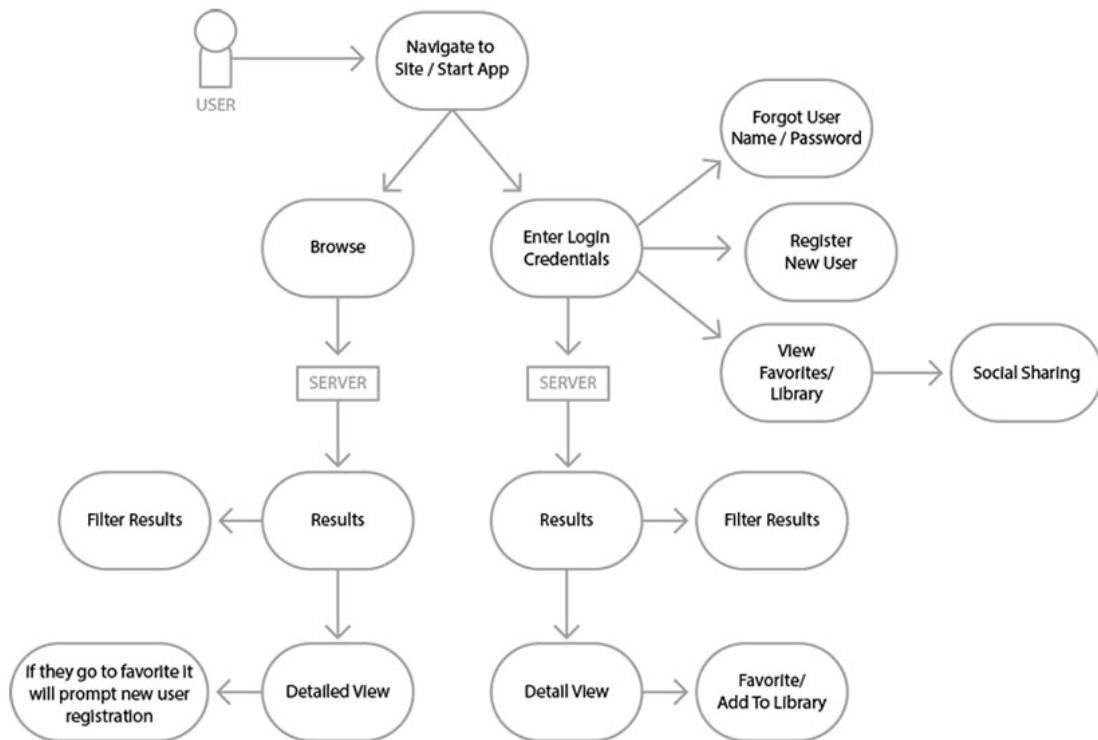 Navigate to
Site / Start App
USER
Forgot User
Name / Password
Browse
Enter Login
Credentials
Register
New User
View
Favorites/
Library
Social Sharing
SERVER
SERVER
Filter Results
Results
Results
Filter Results
If they go to favorite it
will prompt new user
registration
Detailed View
Detail View
Favorite/
Add To Library